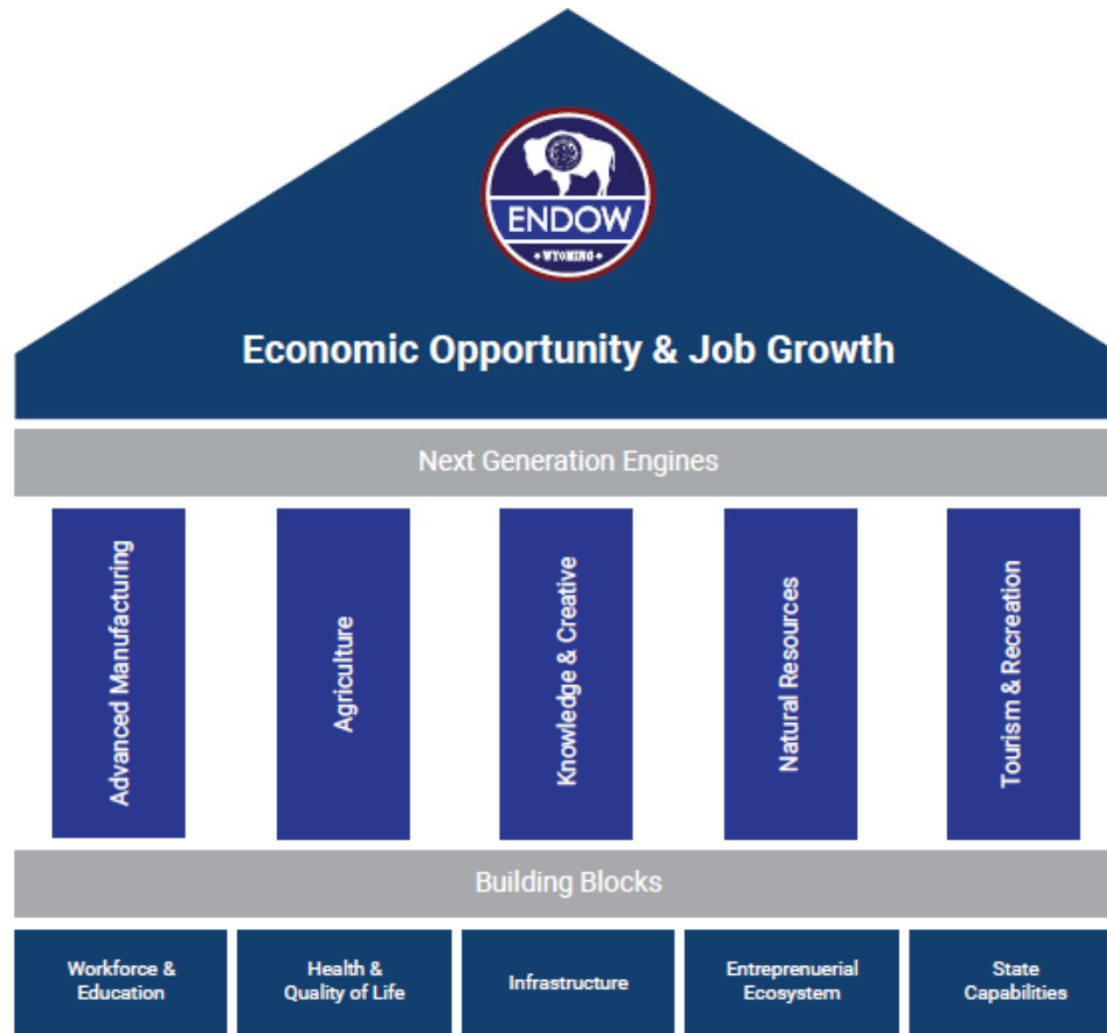 ENDOW
WYOMING
Economic Opportunity & Job Growth
Next Generation Engines
Advanced Manufacturing
Agriculture
Knowledge & Creative
Natural Resources
Tourism & Recreation
Building Blocks
Workforce &
Education
Health &
Quality of Life
Infrastructure
Entreprenuerial
Ecosystem
State
Capabilities